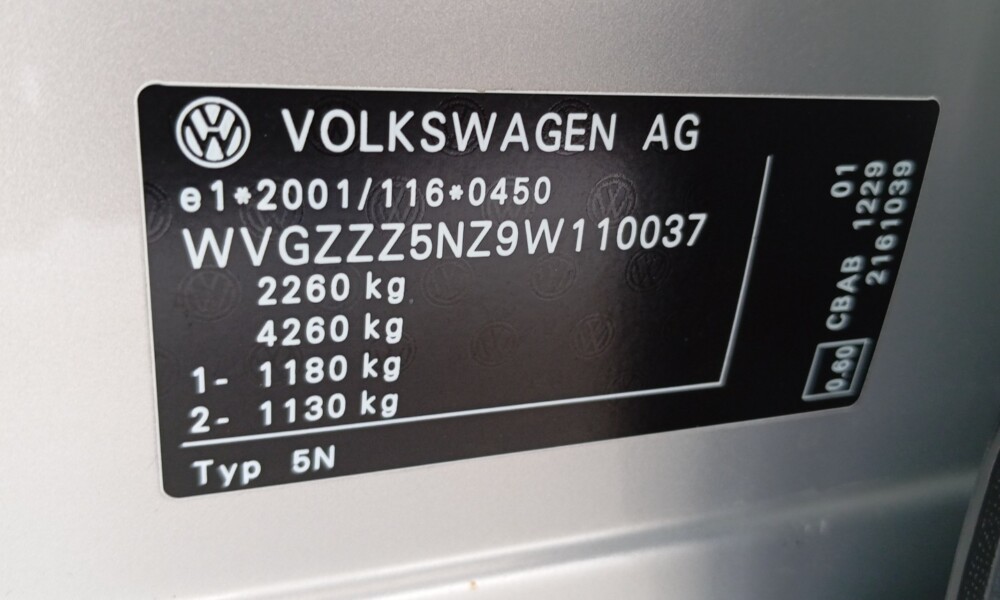 VOLKSWAGEN AG
e1*2001/116*0450
WVGZZZ5NZ9W110037
2260 kg
4260 kg
1- 1180 kg
2- 1130 kg
Typ 5N
0.60 CBAB 01
1229
2161039